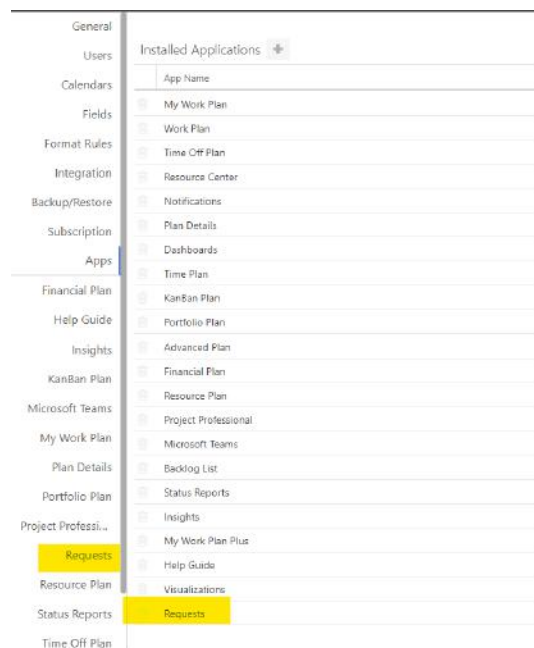 General
Users
Calendars
Fields
Format Rules
Integration
Backup/Restore
Subscription
Apps
Financial Plan
Help Guide
Insights
KanBan Plan
Microsoft Teams
My Work Plan
Plan Details
Portfolio Plan
Project Professi...
Requests
Resource Plan
Status Reports
Time Off Plan
Installed Applications +
App Name
My Work Plan
Work Plan
Time Off Plan
Resource Center
Notifications
Plan Details
Dashboards
Time Plan
KanBan Plan
Portfolio Plan
Advanced Plan
Financial Plan
Resource Plan
Project Professional
Microsoft Teams
Backlog List
Status Reports
Insights
My Work Plan Plus
Help Guide
Visualizations
Requests